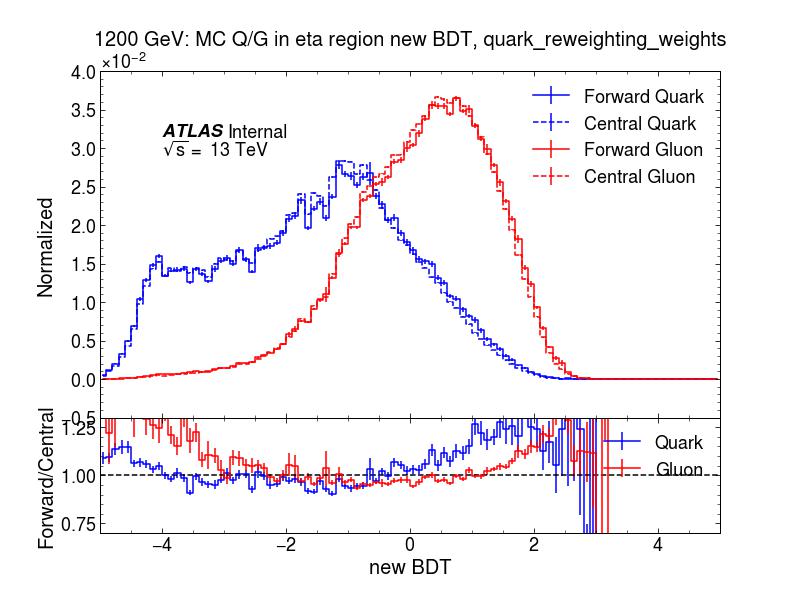 1200 GeV: MC Q/G in eta region new BDT, quark_reweighting_weights
×10⁻²
4.0
3.5
3.0
2.5
2.0
1.5
1.0
0.5
0.0
Normalized
ATLAS Internal
√s = 13 TeV
Forward Quark
Central Quark
Forward Gluon
Central Gluon
−0.5
1.25
1.00
0.75
Forward/Central
Quark
Gluon
−4
−2
0
2
4
new BDT